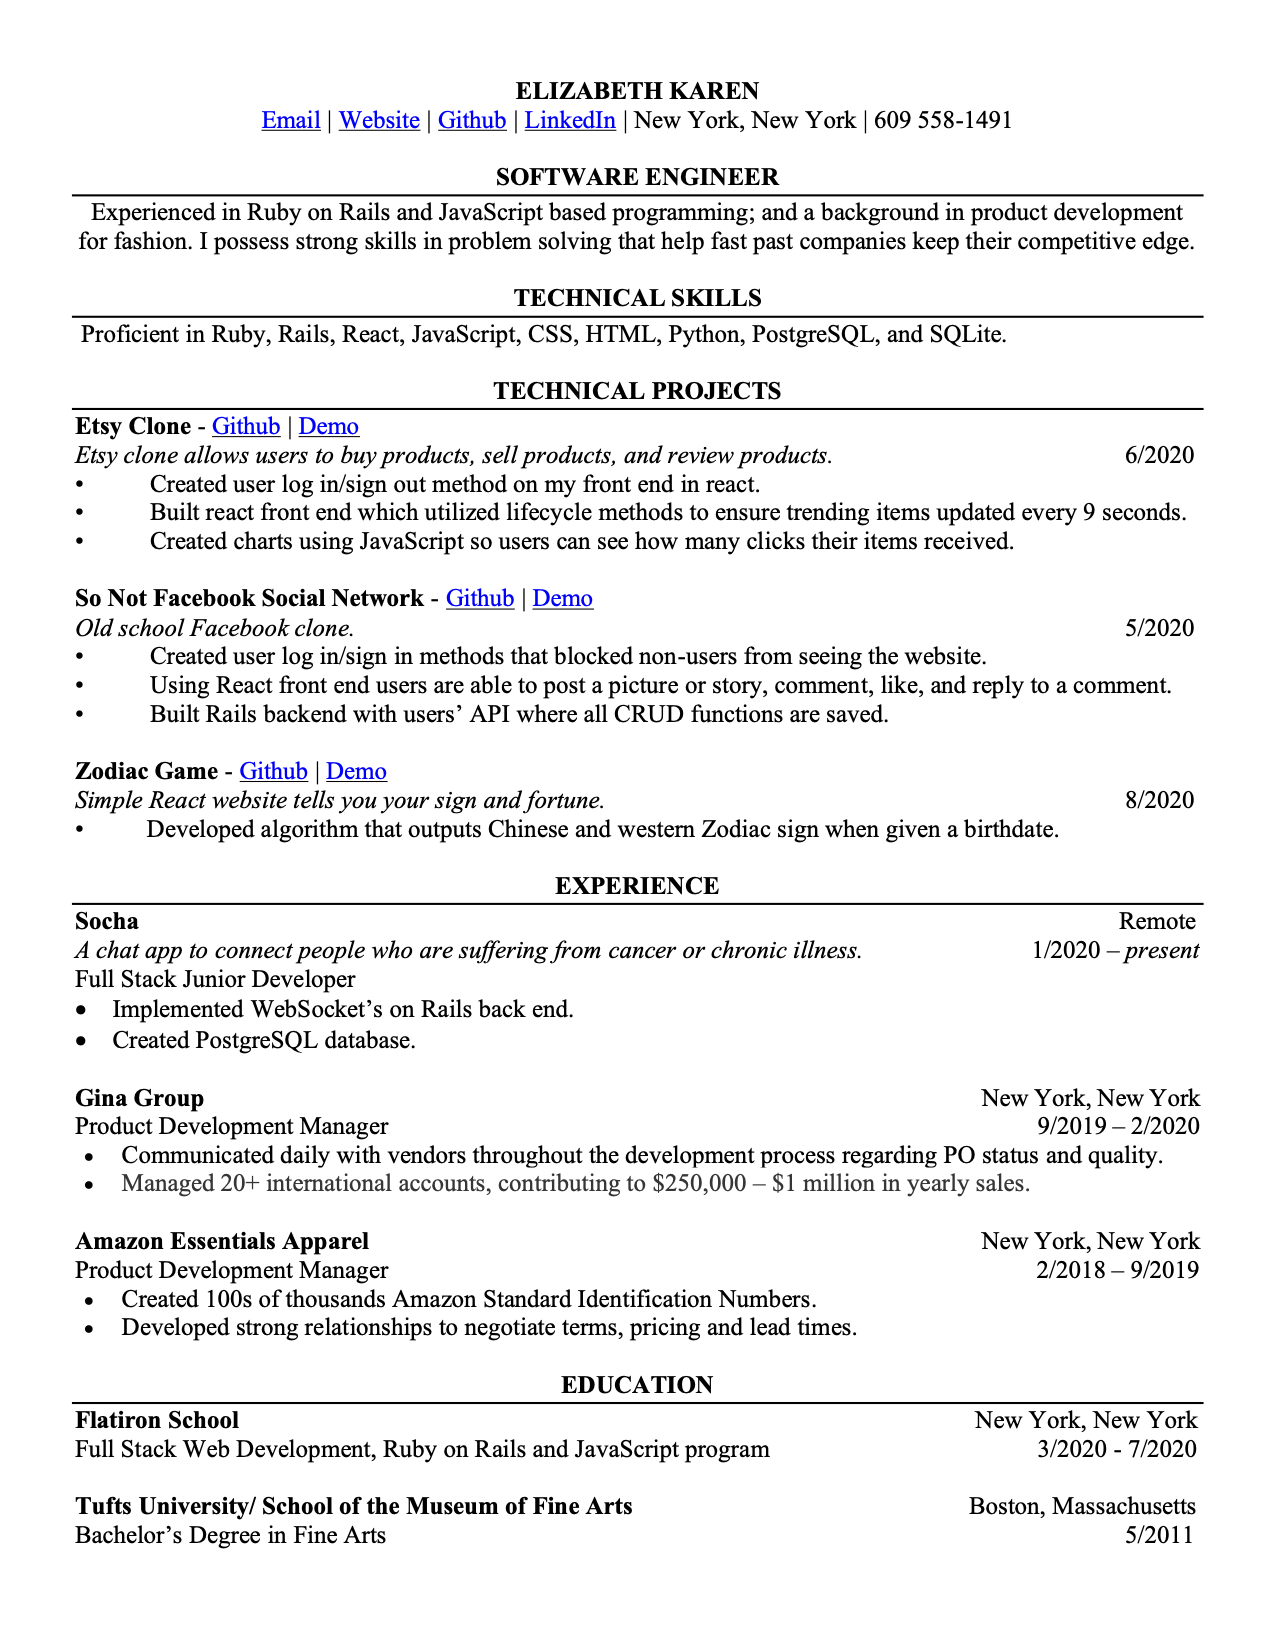 ELIZABETH KAREN
Email | Website | Github | LinkedIn | New York, New York | 609 558-1491
SOFTWARE ENGINEER
Experienced in Ruby on Rails and JavaScript based programming; and a background in product development
for fashion. I possess strong skills in problem solving that help fast past companies keep their competitive edge.
TECHNICAL SKILLS
Proficient in Ruby, Rails, React, JavaScript, CSS, HTML, Python, PostgreSQL, and SQLite.
TECHNICAL PROJECTS
Etsy Clone - Github | Demo
Etsy clone allows users to buy products, sell products, and review products. 6/2020
• Created user log in/sign out method on my front end in react.
• Built react front end which utilized lifecycle methods to ensure trending items updated every 9 seconds.
• Created charts using JavaScript so users can see how many clicks their items received.
So Not Facebook Social Network - Github | Demo
Old school Facebook clone. 5/2020
• Created user log in/sign in methods that blocked non-users from seeing the website.
• Using React front end users are able to post a picture or story, comment, like, and reply to a comment.
• Built Rails backend with users’ API where all CRUD functions are saved.
Zodiac Game - Github | Demo
Simple React website tells you your sign and fortune. 8/2020
• Developed algorithm that outputs Chinese and western Zodiac sign when given a birthdate.
EXPERIENCE
Socha Remote
A chat app to connect people who are suffering from cancer or chronic illness. 1/2020 – present
Full Stack Junior Developer
• Implemented WebSocket’s on Rails back end.
• Created PostgreSQL database.
Gina Group New York, New York
Product Development Manager 9/2019 – 2/2020
• Communicated daily with vendors throughout the development process regarding PO status and quality.
• Managed 20+ international accounts, contributing to $250,000 – $1 million in yearly sales.
Amazon Essentials Apparel New York, New York
Product Development Manager 2/2018 – 9/2019
• Created 100s of thousands Amazon Standard Identification Numbers.
• Developed strong relationships to negotiate terms, pricing and lead times.
EDUCATION
Flatiron School New York, New York
Full Stack Web Development, Ruby on Rails and JavaScript program 3/2020 - 7/2020
Tufts University/ School of the Museum of Fine Arts Boston, Massachusetts
Bachelor’s Degree in Fine Arts 5/2011